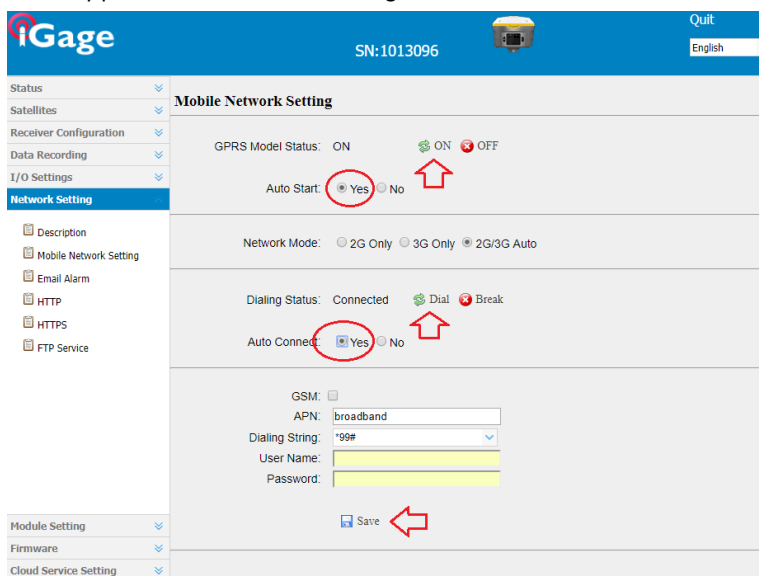 iGage
SN:1013096
Quit
English
Status
Satellites
Receiver Configuration
Data Recording
I/O Settings
Network Setting
Description
Mobile Network Setting
Email Alarm
HTTP
HTTPS
FTP Service
Module Setting
Firmware
Cloud Service Setting
Mobile Network Setting
GPRS Model Status: ON ON OFF
Auto Start: Yes No
Network Mode: 2G Only 3G Only 2G/3G Auto
Dialing Status: Connected Dial Break
Auto Connect: Yes No
GSM:
APN: broadband
Dialing String: *99#
User Name:
Password:
Save